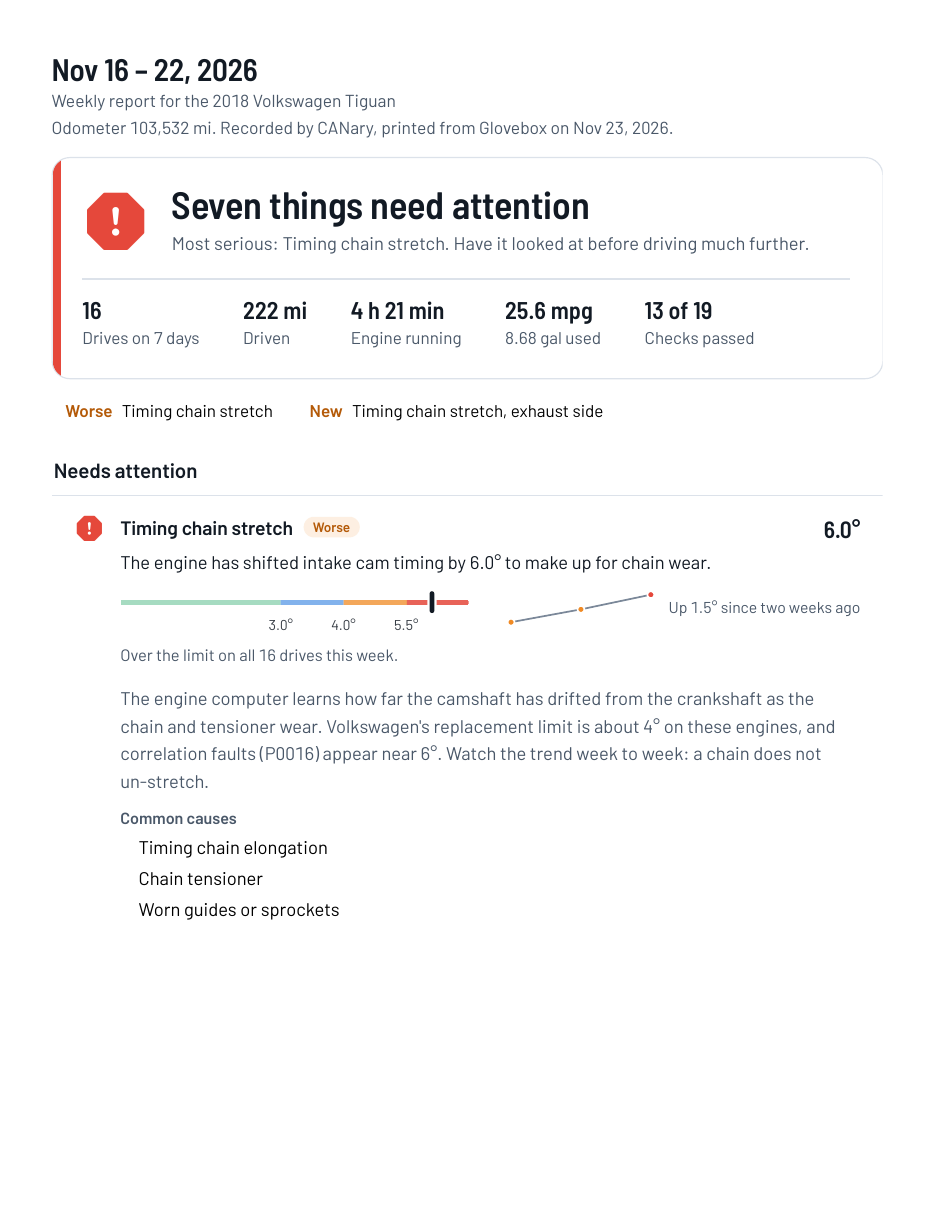 Nov 16 – 22, 2026
Weekly report for the 2018 Volkswagen Tiguan
Odometer 103,532 mi. Recorded by CANary, printed from Glovebox on Nov 23, 2026.
Seven things need attention
Most serious: Timing chain stretch. Have it looked at before driving much further.
16 222 mi 4 h 21 min 25.6 mpg 13 of 19
Drives on 7 days Driven Engine running 8.68 gal used Checks passed
Worse Timing chain stretch New Timing chain stretch, exhaust side
Needs attention
Timing chain stretch Worse 6.0°
The engine has shifted intake cam timing by 6.0° to make up for chain wear.
Up 1.5° since two weeks ago
3.0° 4.0° 5.5°
Over the limit on all 16 drives this week.
The engine computer learns how far the camshaft has drifted from the crankshaft as the
chain and tensioner wear. Volkswagen's replacement limit is about 4° on these engines, and
correlation faults (P0016) appear near 6°. Watch the trend week to week: a chain does not
un-stretch.
Common causes
Timing chain elongation
Chain tensioner
Worn guides or sprockets